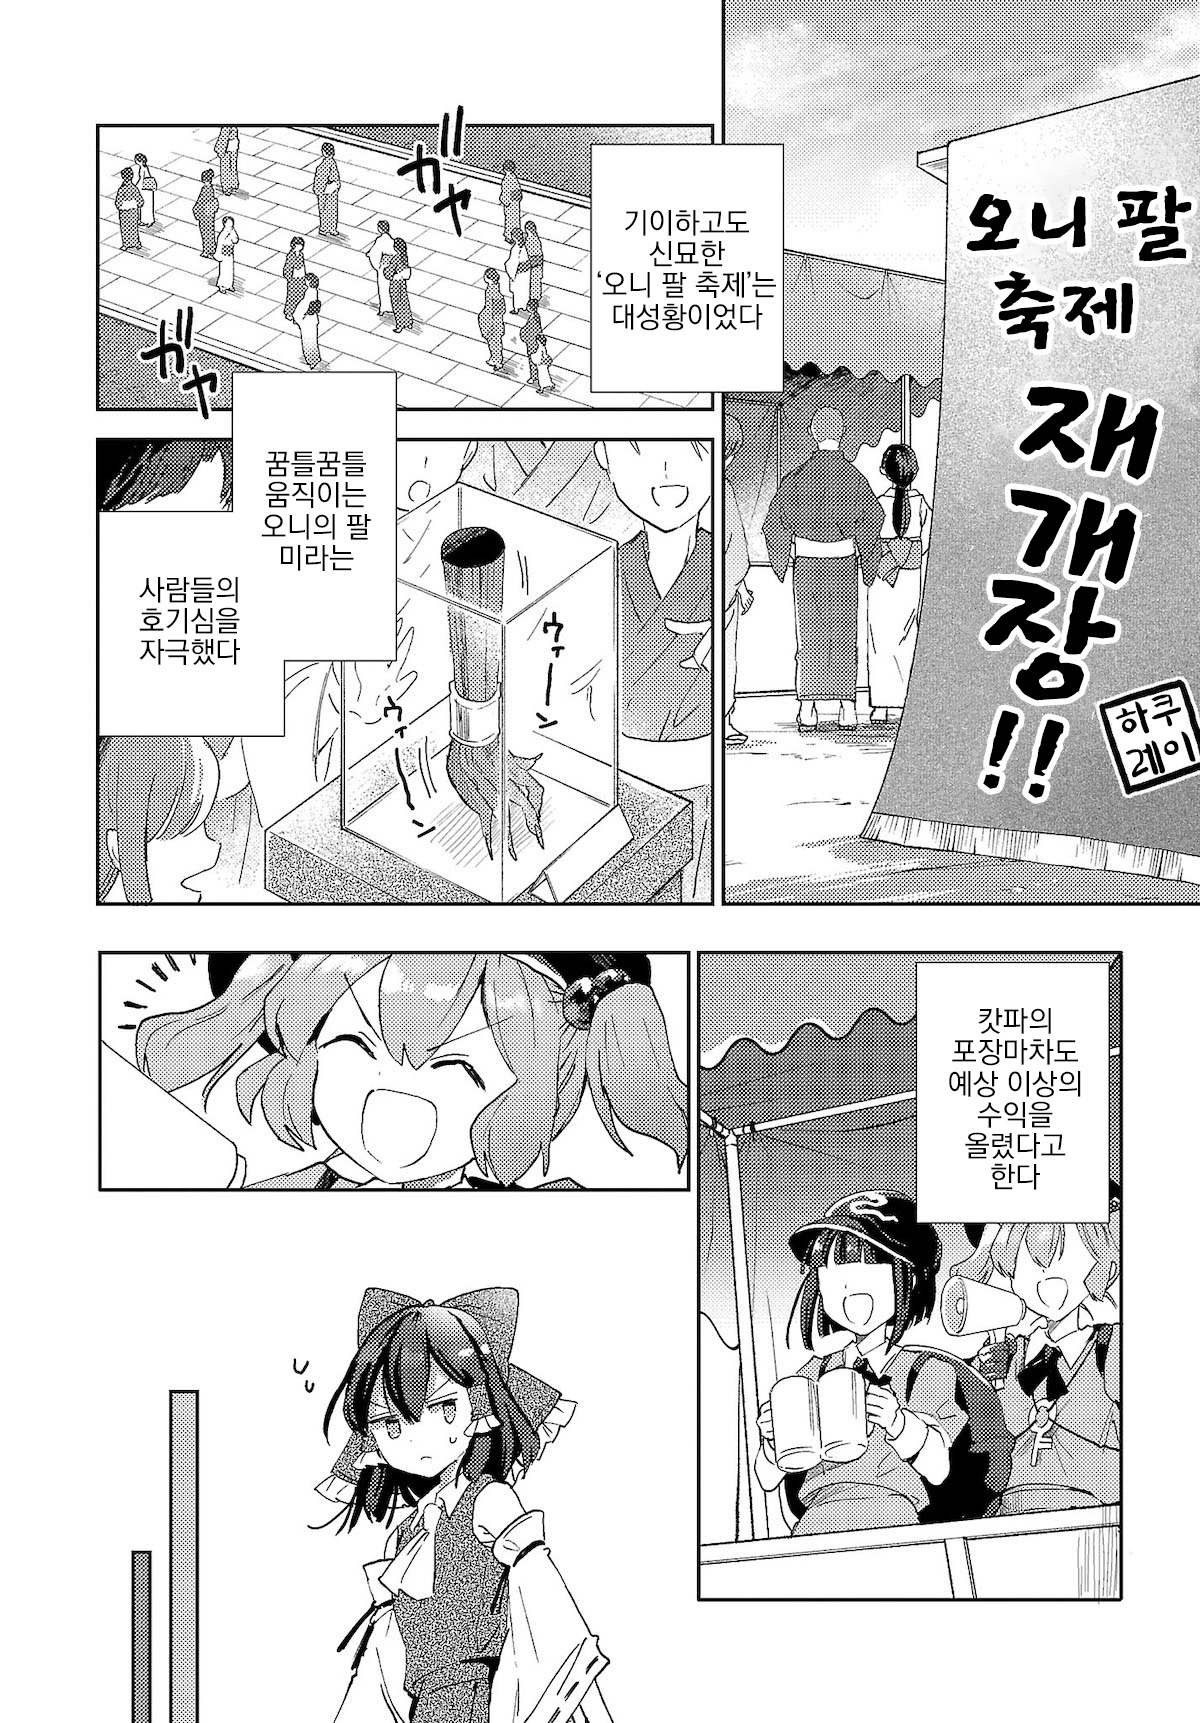 오니 팔
축제
재
개
장!!
하쿠
레이
기이하고도
신묘한
‘오니 팔 축제’는
대성황이었다
ガヤ
ガヤ
꿈틀꿈틀
움직이는
오니의 팔
미라는
사람들의
호기심을
자극했다
ウィーン
ウィーン
캇파의
포장마차도
예상 이상의
수익을
올렸다고
한다